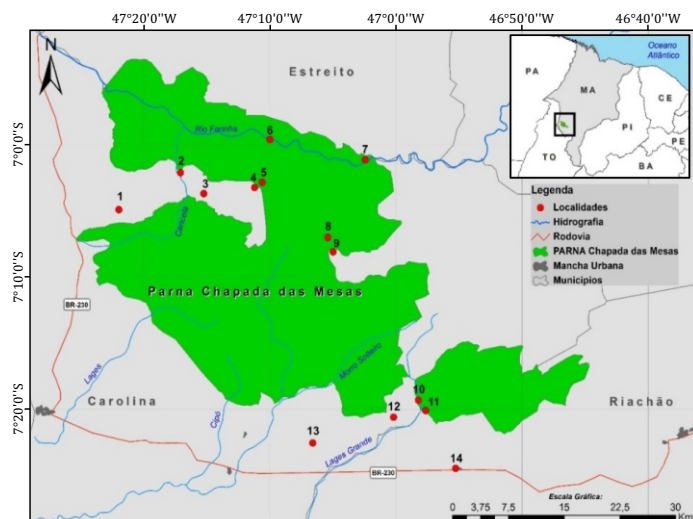 47°20'0"W 47°10'0"W 47°0'0"W 46°50'0"W 46°40'0"W
N
Estreito
Oceano
Atlântico
PA
MA
CE
PI
PE
TO
BA
7°0'0"S
Rio Farinha
6
7
2
3
4
5
1
Cancela
8
9
Legenda
Localidades
Hidrografia
Rodovia
PARNA Chapada das Mesas
Mancha Urbana
Municípios
7°10'0"S
Parna Chapada das Mesas
BR-230
Lages
Morro Solteiro
Carolina
Cipó
10
11
12
Riachão
7°20'0"S
13
Lages Grande
14
BR-230
Escala Gráfica:
0 3,75 7,5 15 22,5 30
Km